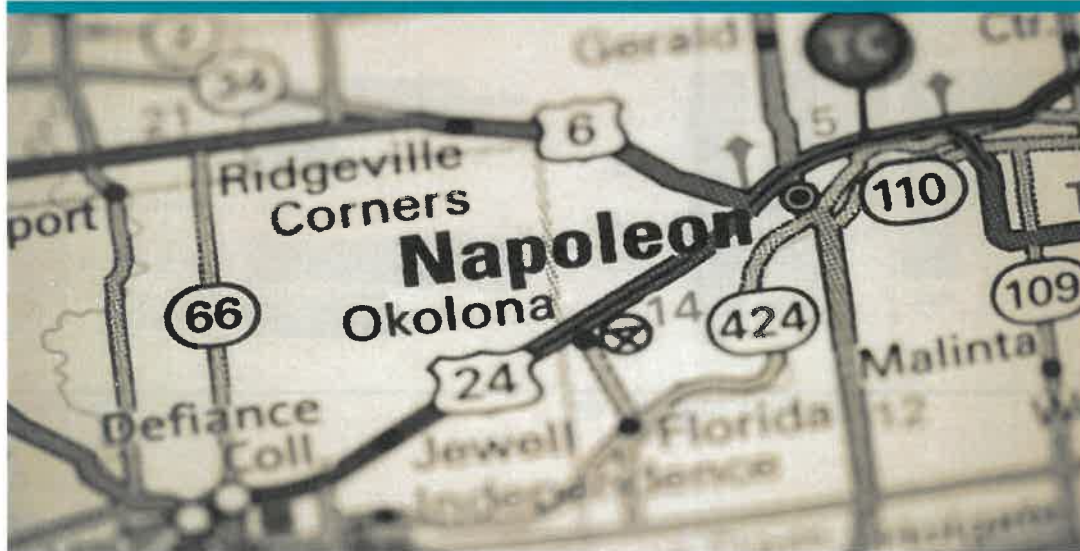 Gerald
TC
Ctr.
34
21
6
5
Ridgeville
Corners
port
110
Napoleon
66
Okolona
14
424
109
Malinta
24
Defiance
Coll
Jewell
Florida
12